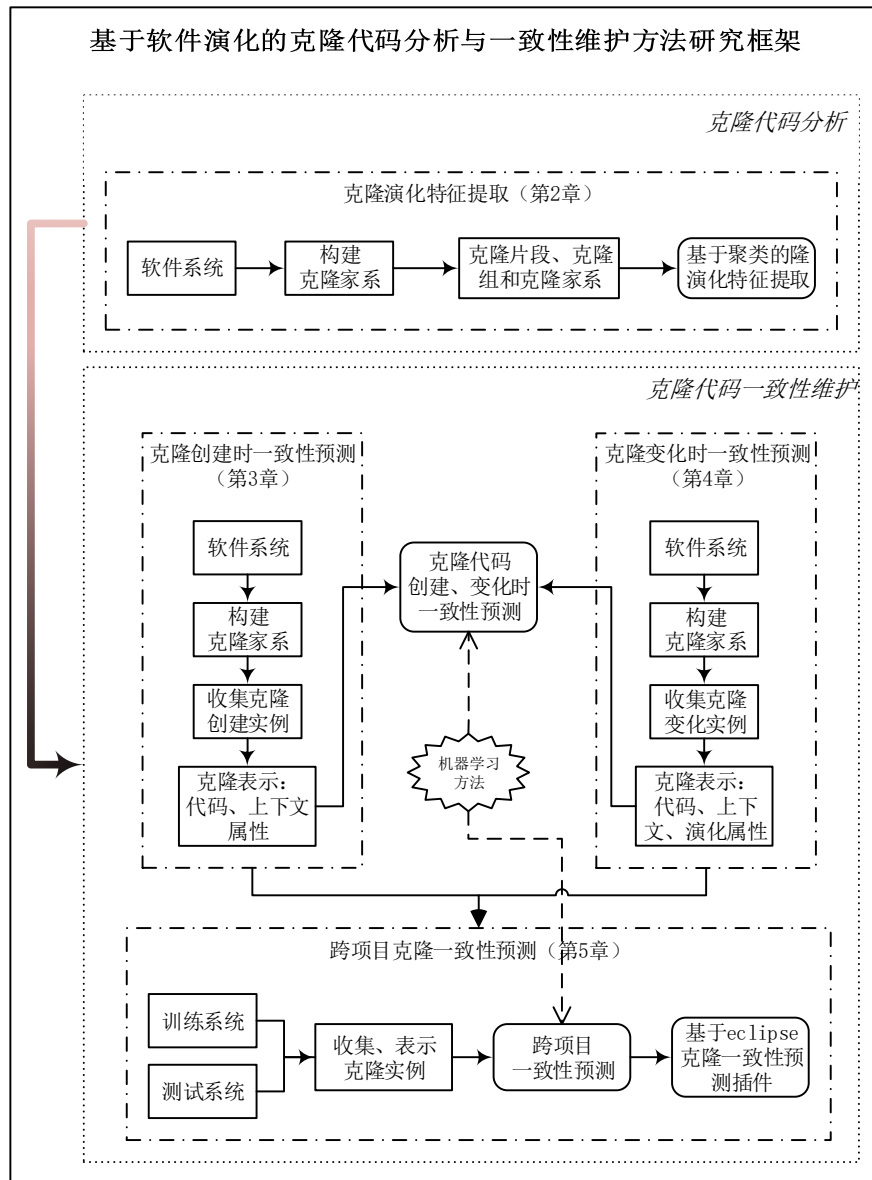 基于软件演化的克隆代码分析与一致性维护方法研究框架
克隆代码分析
克隆演化特征提取（第2章）
软件系统
构建
克隆家系
克隆片段、克隆
组和克隆家系
基于聚类的隆
演化特征提取
克隆代码一致性维护
克隆创建时一致性预测
（第3章）
软件系统
构建
克隆家系
收集克隆
创建实例
克隆表示：
代码、上下文
属性
克隆代码
创建、变化时
一致性预测
机器学习
方法
克隆变化时一致性预测
（第4章）
软件系统
构建
克隆家系
收集克隆
变化实例
克隆表示：
代码、上下
文、演化属性
跨项目克隆一致性预测（第5章）
训练系统
测试系统
收集、表示
克隆实例
跨项目
一致性预测
基于eclipse
克隆一致性预
测插件